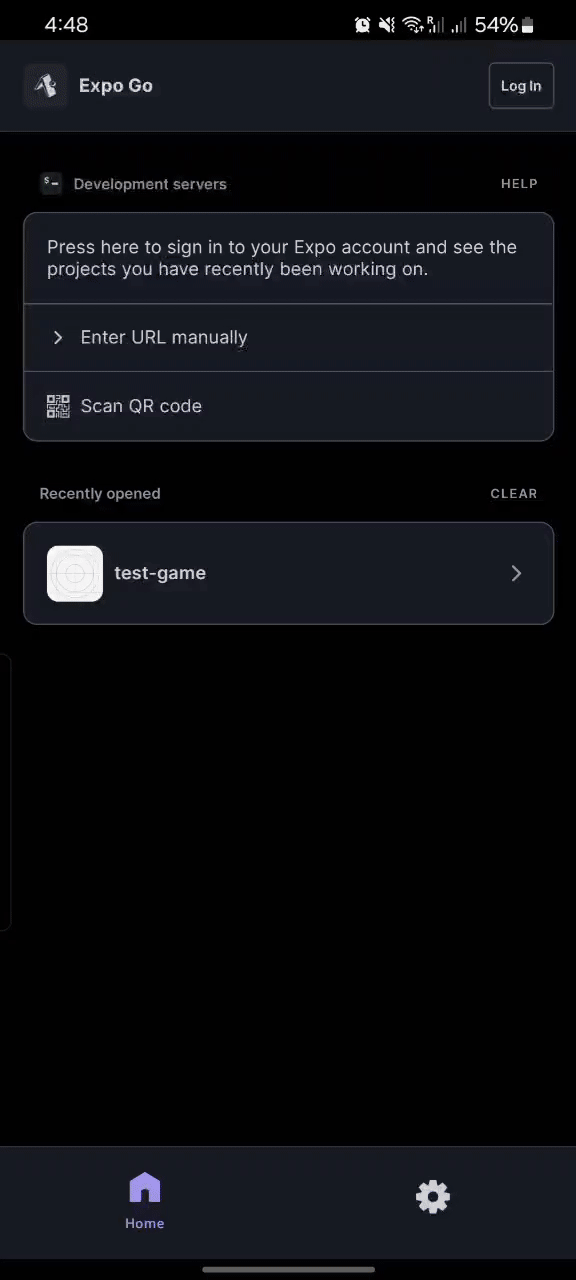 4:48
R
54%
Expo Go
Log In
$
Development servers
HELP
Press here to sign in to your Expo account and see the
projects you have recently been working on.
Enter URL manually
Scan QR code
Recently opened
CLEAR
test-game
Home